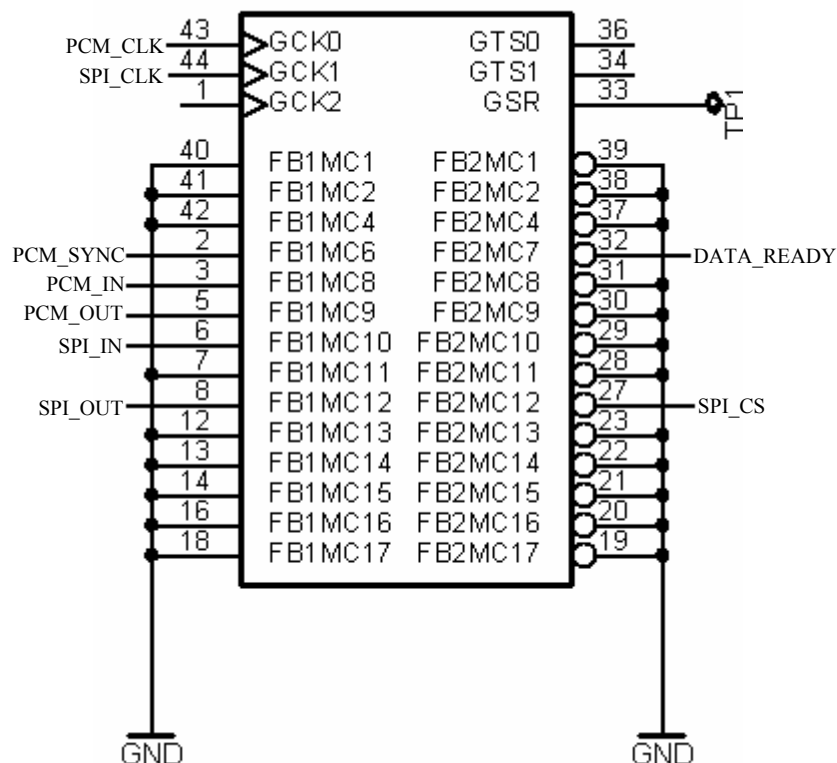 PCM_CLK 43 GCK0 GTS0 36
SPI_CLK 44 GCK1 GTS1 34
1 GCK2 GSR 33 TP1
40 FB1MC1 FB2MC1 39
41 FB1MC2 FB2MC2 38
42 FB1MC4 FB2MC4 37
PCM_SYNC 2 FB1MC6 FB2MC7 32 DATA_READY
PCM_IN 3 FB1MC8 FB2MC8 31
PCM_OUT 5 FB1MC9 FB2MC9 30
SPI_IN 6 FB1MC10 FB2MC10 29
7 FB1MC11 FB2MC11 28
SPI_OUT 8 FB1MC12 FB2MC12 27 SPI_CS
12 FB1MC13 FB2MC13 23
13 FB1MC14 FB2MC14 22
14 FB1MC15 FB2MC15 21
16 FB1MC16 FB2MC16 20
18 FB1MC17 FB2MC17 19
GND GND